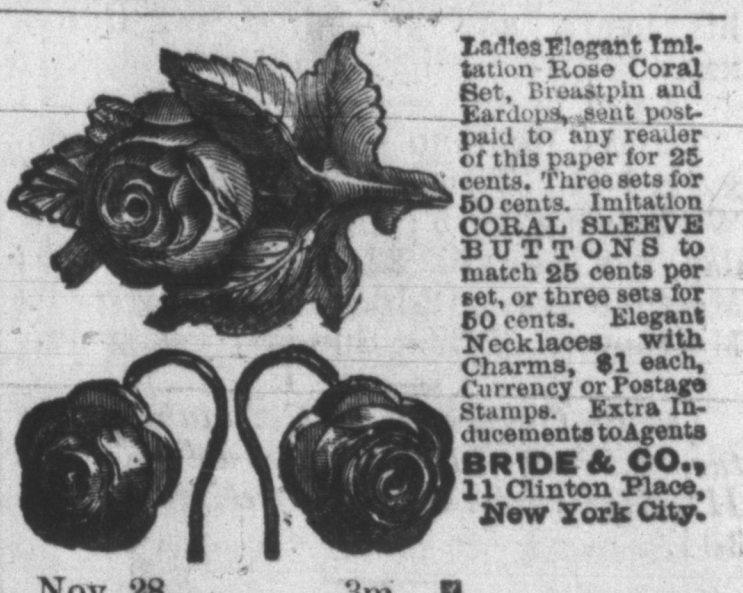 Ladies Elegant Imi-
tation Rose Coral
Set, Breastpin and
Eardops, sent post-
paid to any reader
of this paper for 25
cents. Three sets for
50 cents. Imitation
CORAL SLEEVE
BUTTONS to
match 25 cents per
set, or three sets for
50 cents. Elegant
Necklaces with
Charms, $1 each,
Currency or Postage
Stamps. Extra In-
ducements to Agents
BRIDE & CO.,
11 Clinton Place,
New York City.
Nov. 28 3m